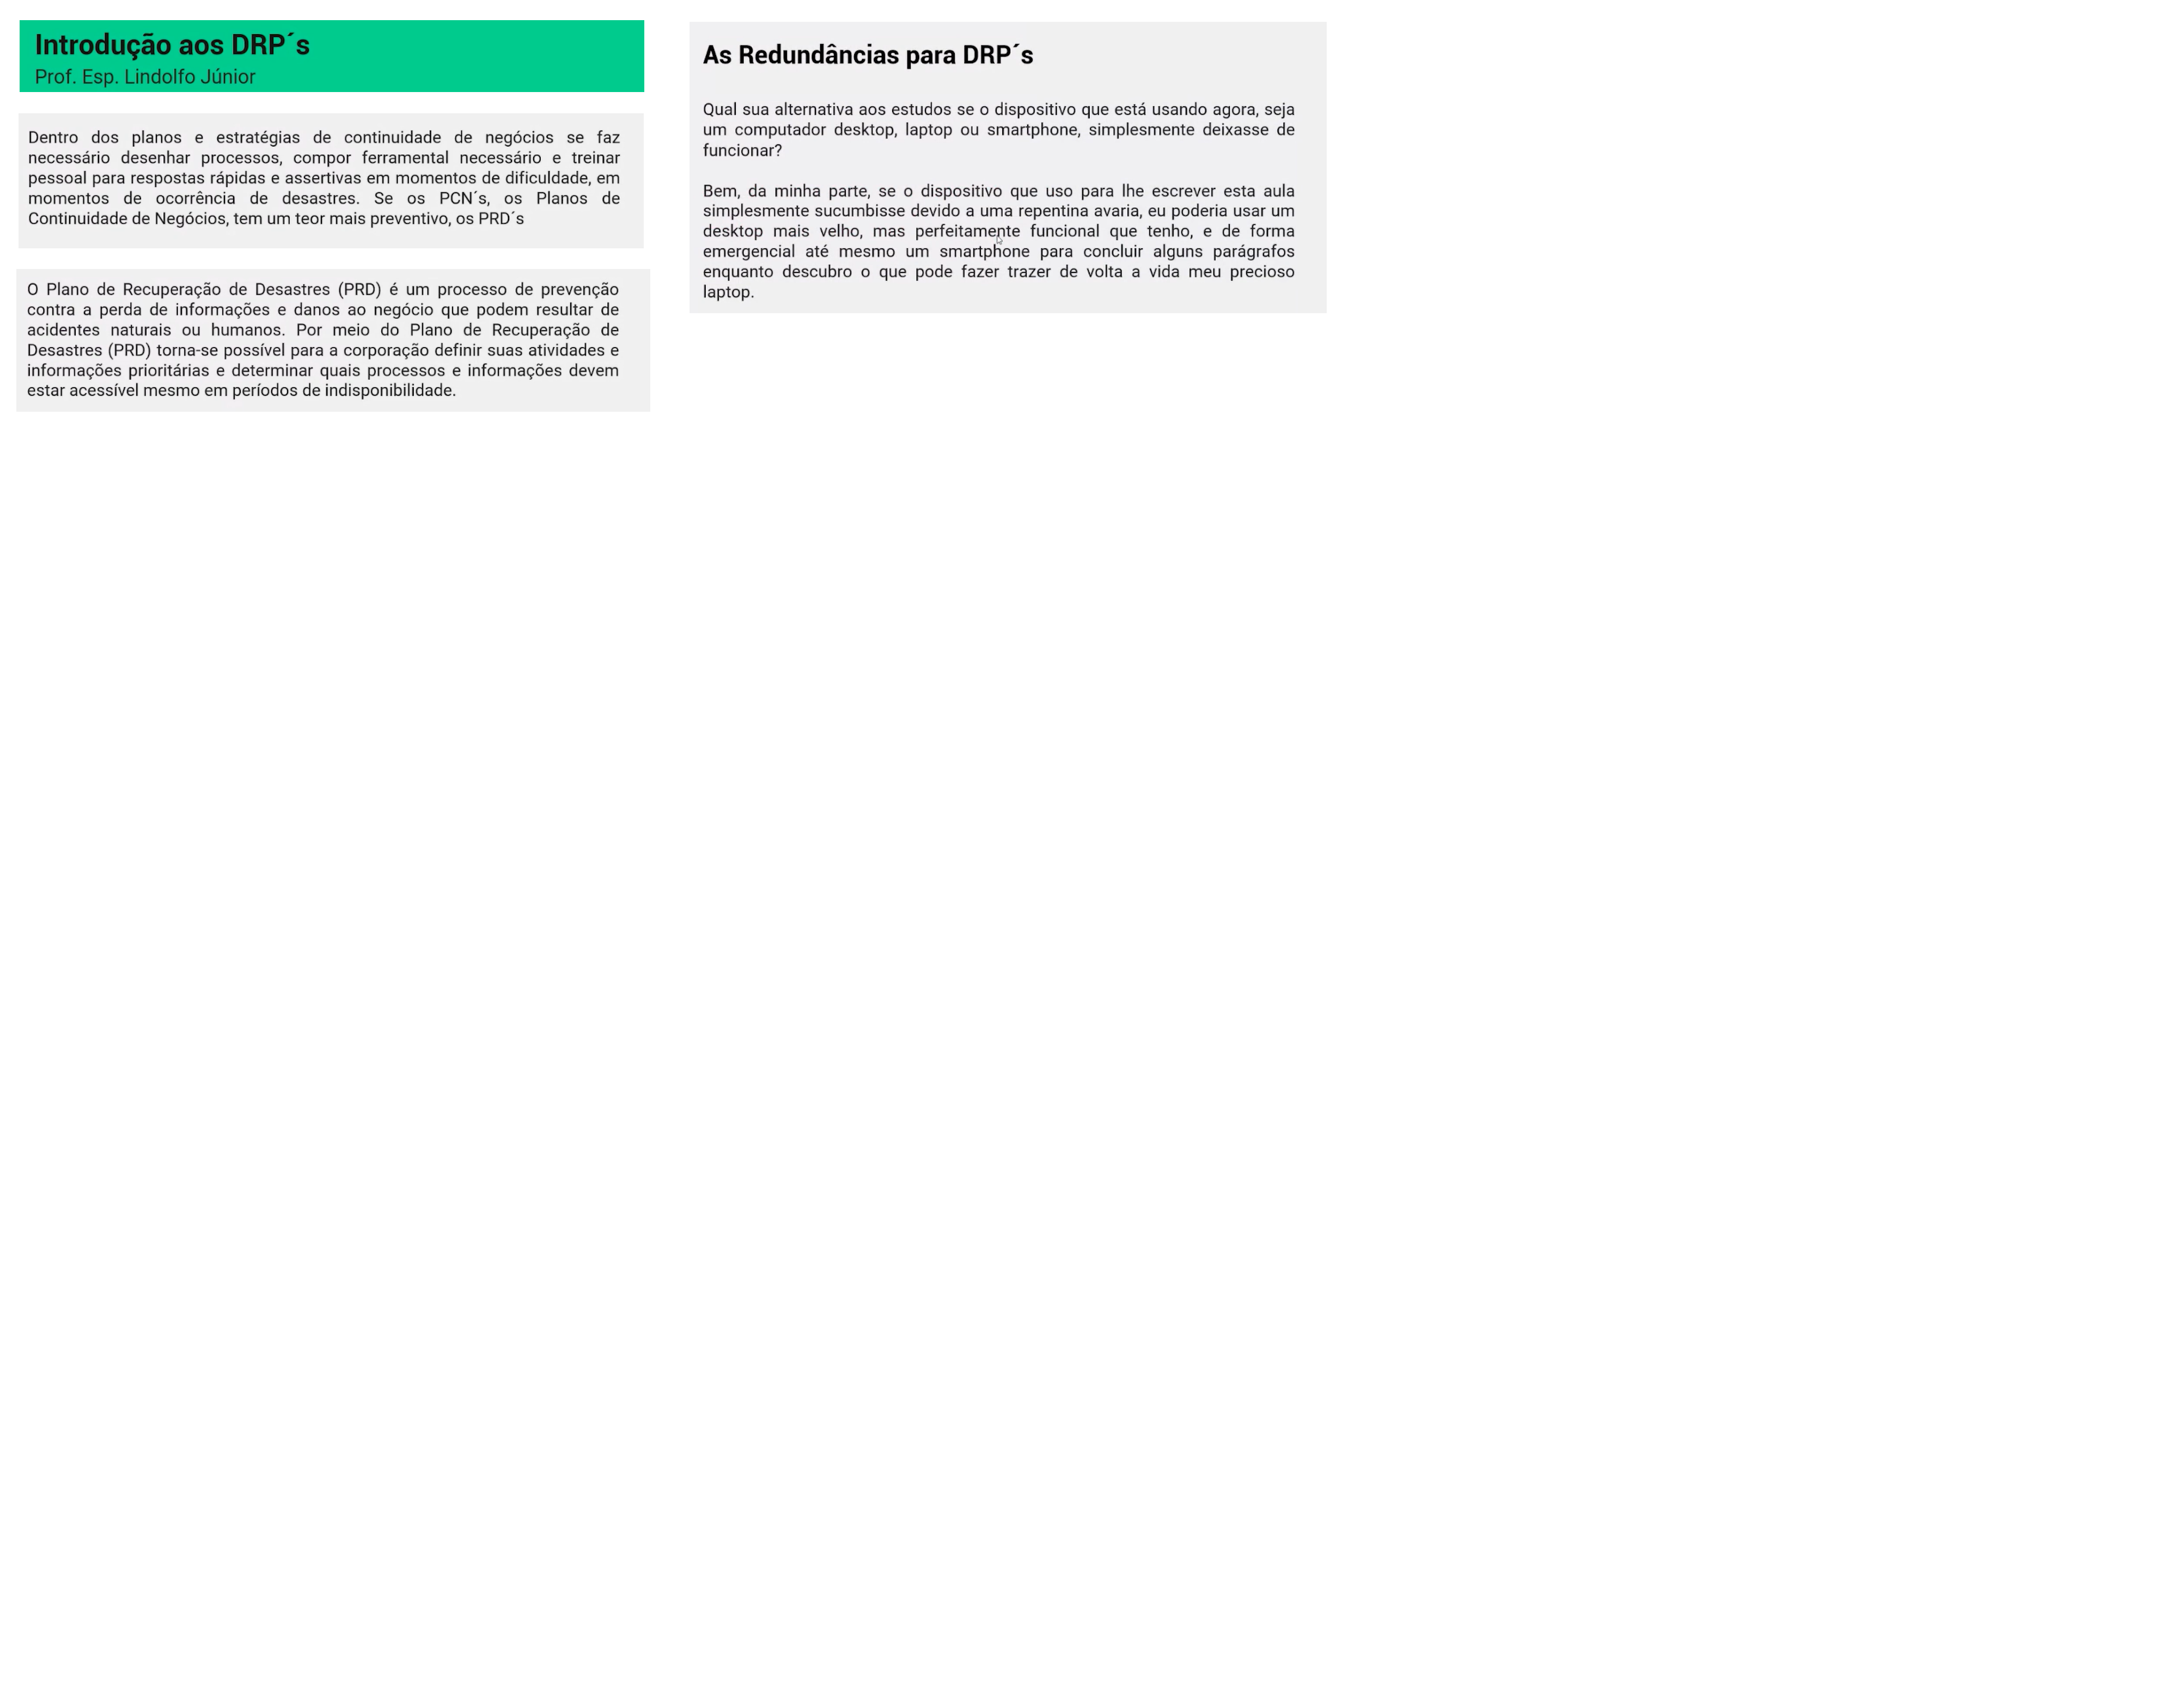 Introdução aos DRP´s
Prof. Esp. Lindolfo Júnior
Dentro dos planos e estratégias de continuidade de negócios se faz
necessário desenhar processos, compor ferramental necessário e treinar
pessoal para respostas rápidas e assertivas em momentos de dificuldade, em
momentos de ocorrência de desastres. Se os PCN´s, os Planos de
Continuidade de Negócios, tem um teor mais preventivo, os PRD´s
O Plano de Recuperação de Desastres (PRD) é um processo de prevenção
contra a perda de informações e danos ao negócio que podem resultar de
acidentes naturais ou humanos. Por meio do Plano de Recuperação de
Desastres (PRD) torna-se possível para a corporação definir suas atividades e
informações prioritárias e determinar quais processos e informações devem
estar acessível mesmo em períodos de indisponibilidade.
As Redundâncias para DRP´s
Qual sua alternativa aos estudos se o dispositivo que está usando agora, seja
um computador desktop, laptop ou smartphone, simplesmente deixasse de
funcionar?
Bem, da minha parte, se o dispositivo que uso para lhe escrever esta aula
simplesmente sucumbisse devido a uma repentina avaria, eu poderia usar um
desktop mais velho, mas perfeitamente funcional que tenho, e de forma
emergencial até mesmo um smartphone para concluir alguns parágrafos
enquanto descubro o que pode fazer trazer de volta a vida meu precioso
laptop.